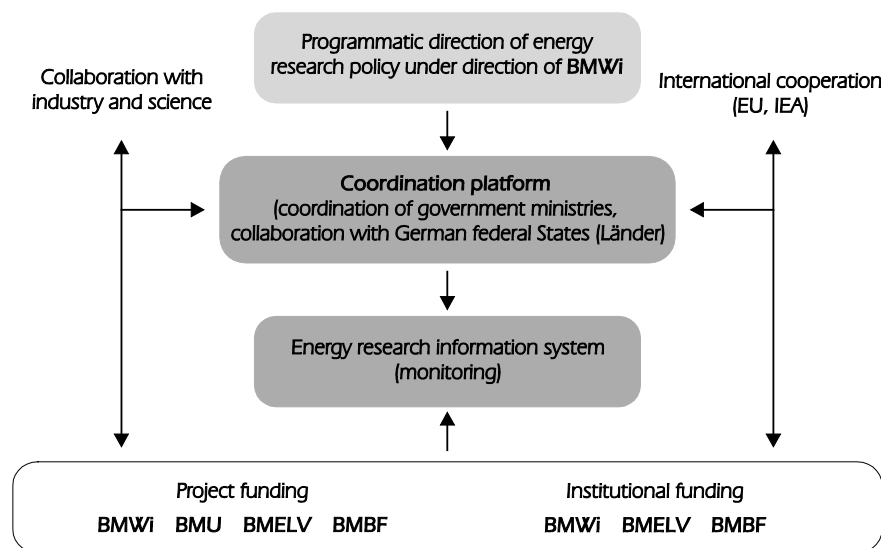 Programmatic direction of energy
research policy under direction of BMWi
Collaboration with
industry and science
International cooperation
(EU, IEA)
Coordination platform
(coordination of government ministries,
collaboration with German federal States (Länder)
Energy research information system
(monitoring)
Project funding
BMWi BMU BMELV BMBF
Institutional funding
BMWi BMELV BMBF